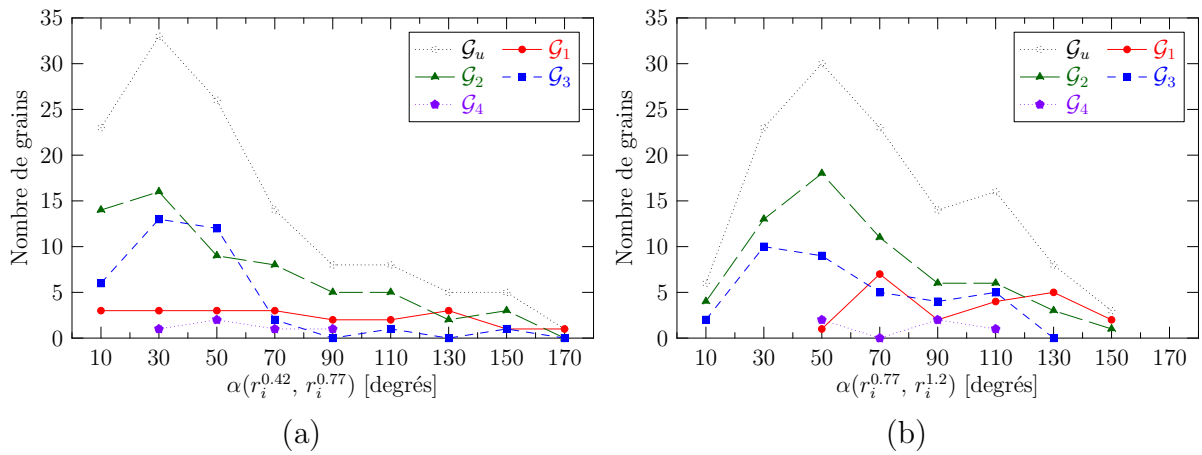 35
30
25
20
15
10
5
0
Nombre de grains
𝒢u 𝒢1
𝒢2 𝒢3
𝒢4
10 30 50 70 90 110 130 150 170
α(r_i^0.42, r_i^0.77) [degrés]
(a)
35
30
25
20
15
10
5
0
Nombre de grains
𝒢u 𝒢1
𝒢2 𝒢3
𝒢4
10 30 50 70 90 110 130 150 170
α(r_i^0.77, r_i^1.2) [degrés]
(b)